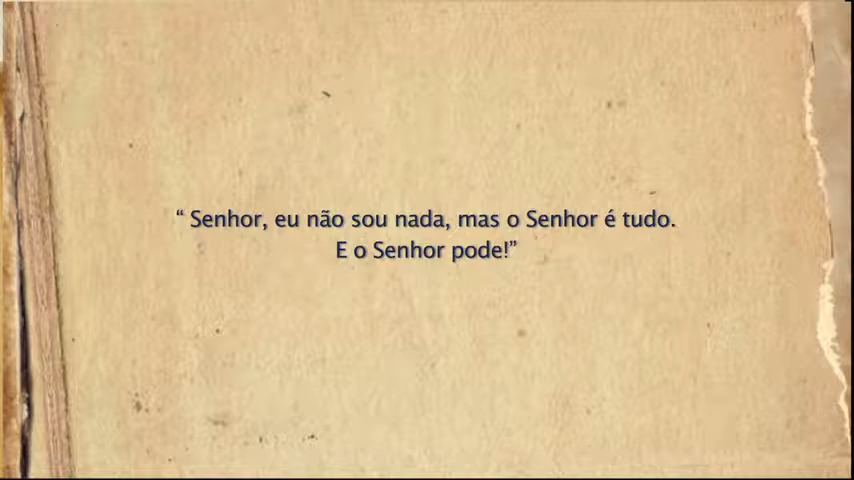 “ Senhor, eu não sou nada, mas o Senhor é tudo.
E o Senhor pode!”